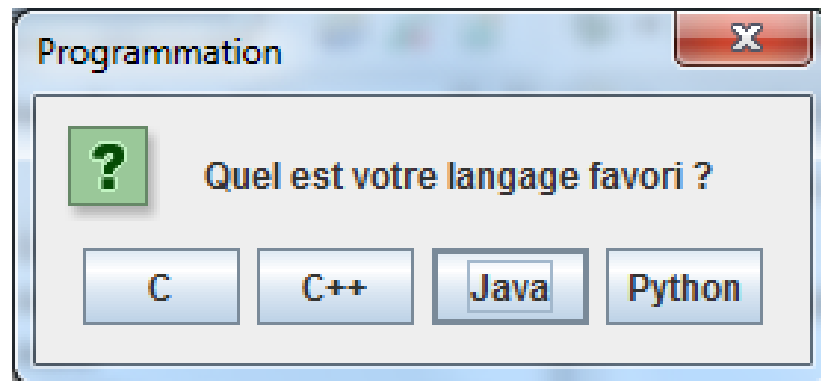 Programmation
? Quel est votre langage favori ?
C C++ Java Python